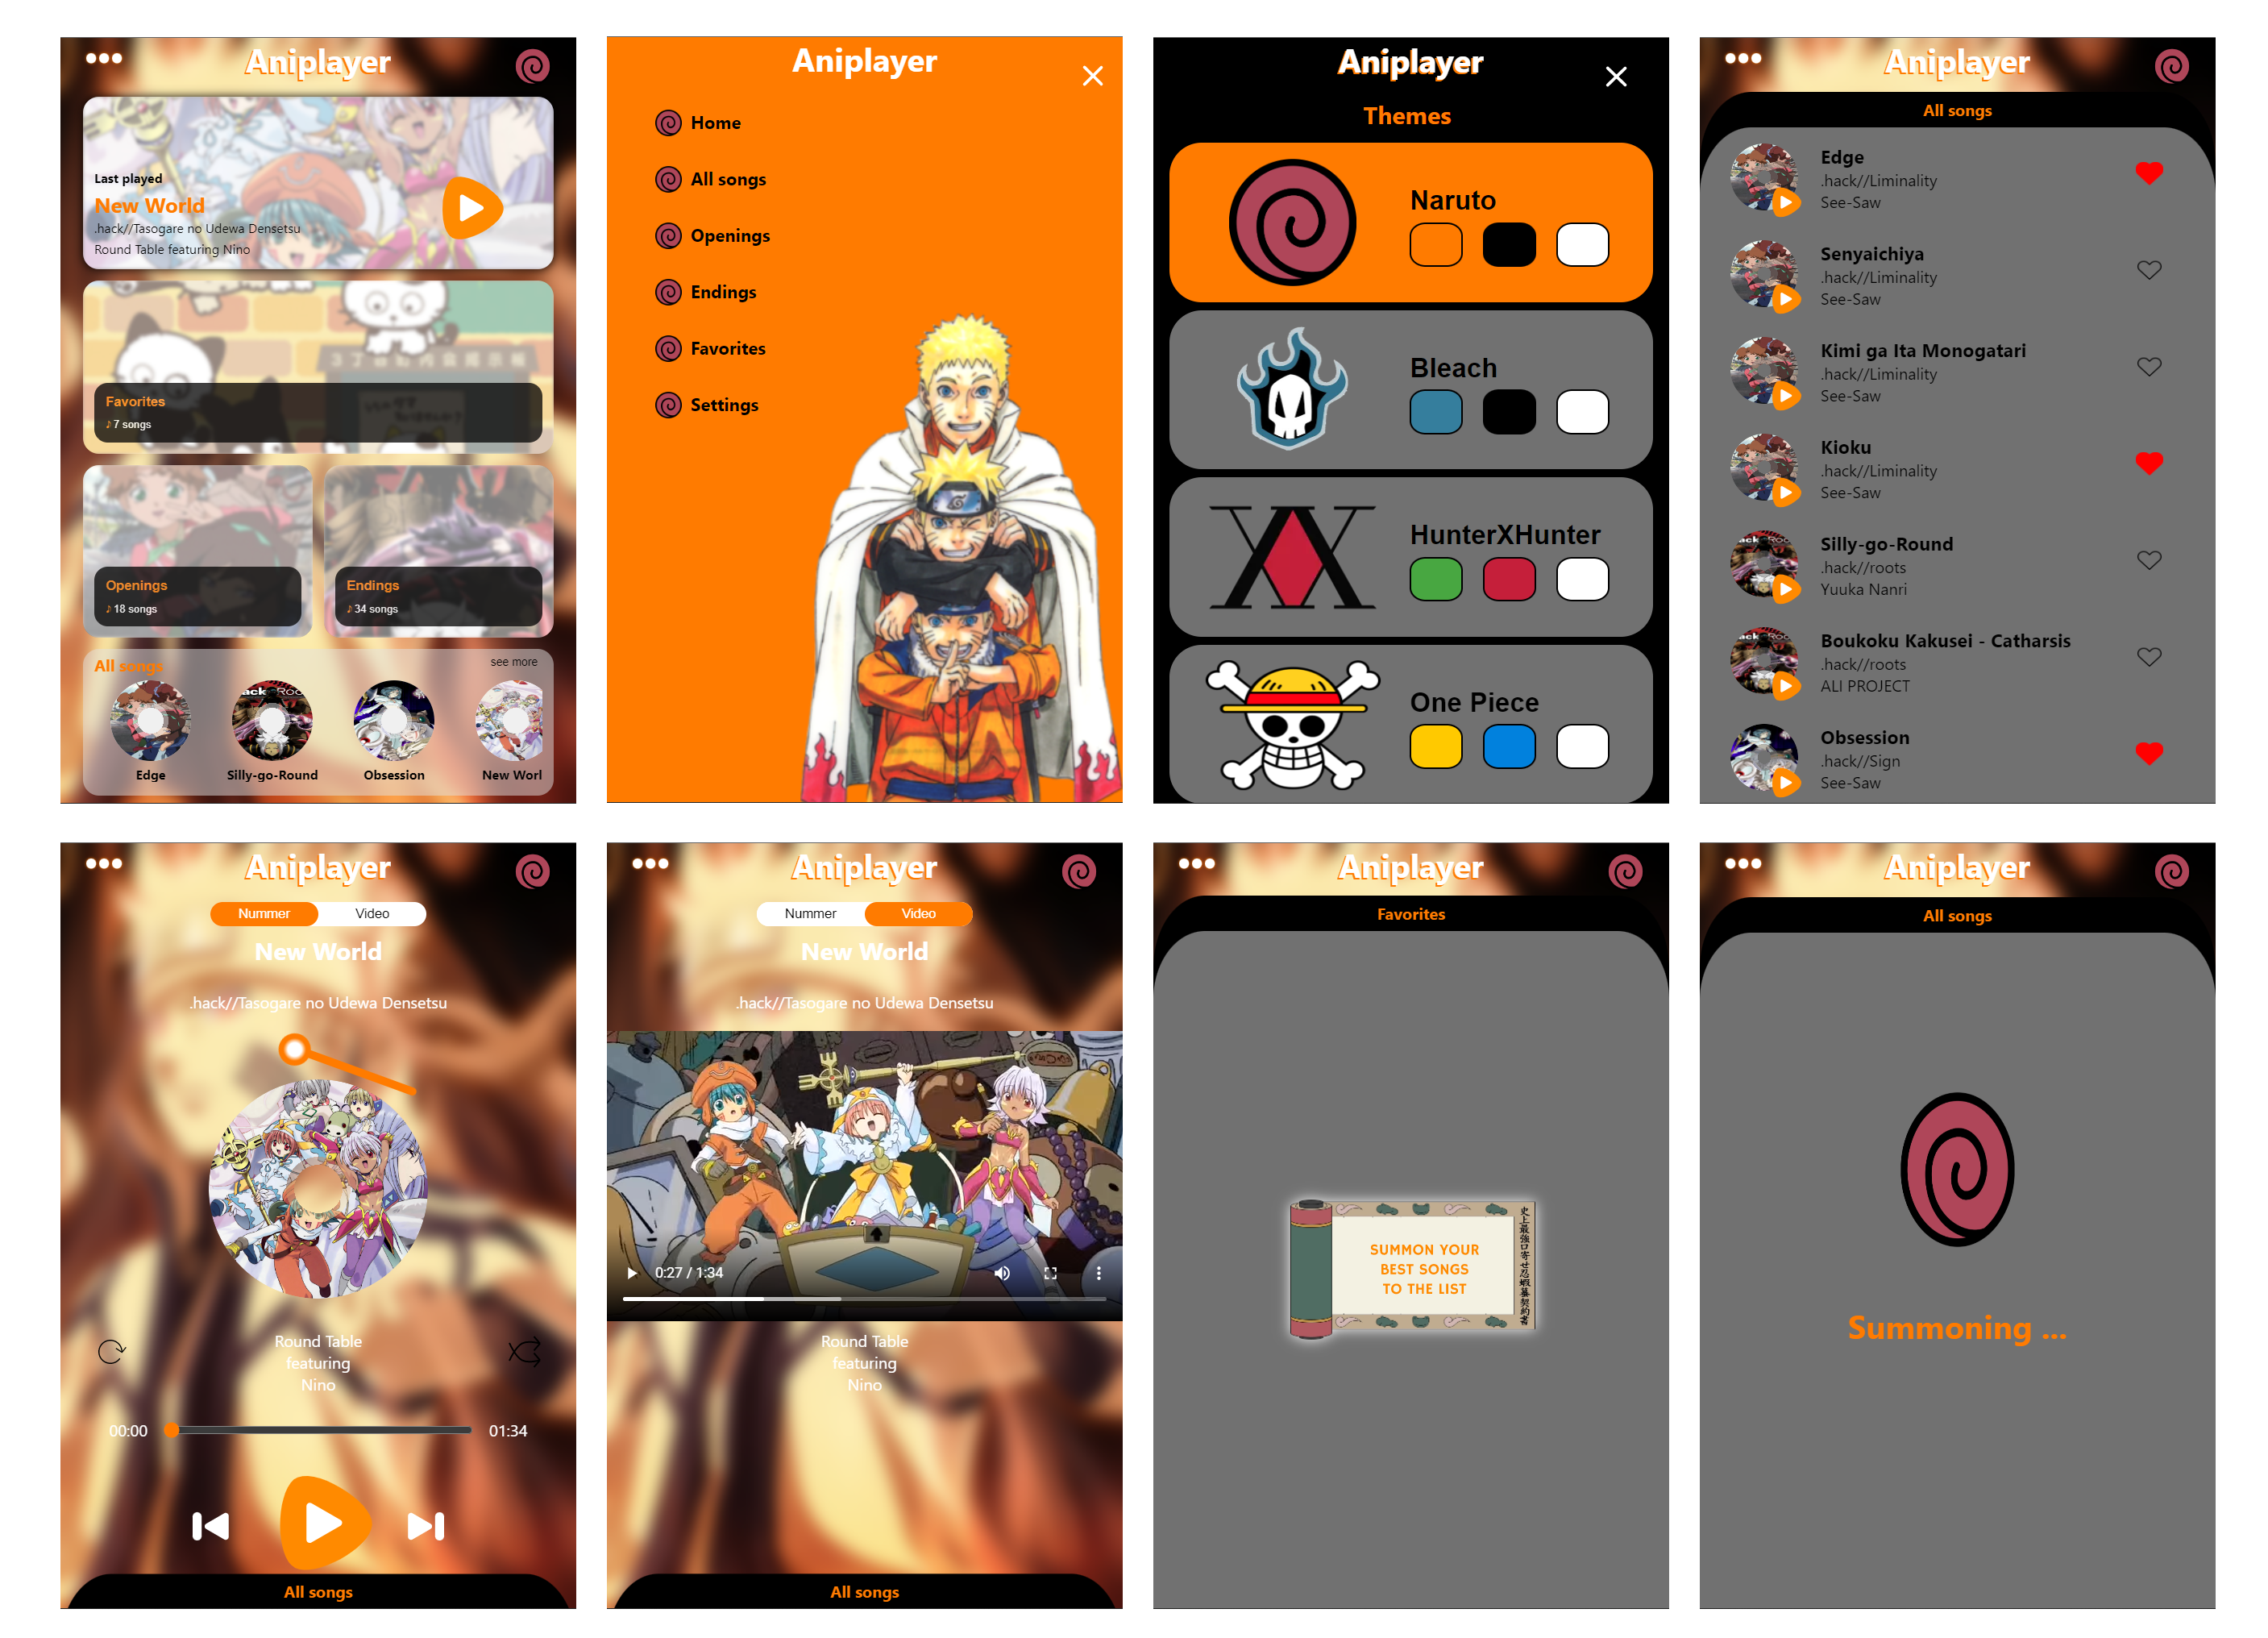 Aniplayer
Last played
New World
.hack//Tasogare no Udewa Densetsu
Round Table featuring Nino
Favorites
♪ 7 songs
Openings
♪ 18 songs
Endings
♪ 34 songs
All songs
see more
Edge
Silly-go-Round
Obsession
New Worl
Aniplayer
Home
All songs
Openings
Endings
Favorites
Settings
Aniplayer
Themes
Naruto
Bleach
HunterXHunter
One Piece
Aniplayer
All songs
Edge
.hack//Liminality
See-Saw
Senyaichiya
.hack//Liminality
See-Saw
Kimi ga Ita Monogatari
.hack//Liminality
See-Saw
Kioku
.hack//Liminality
See-Saw
Silly-go-Round
.hack//roots
Yuuka Nanri
Boukoku Kakusei - Catharsis
.hack//roots
ALI PROJECT
Obsession
.hack//Sign
See-Saw
Aniplayer
Nummer
Video
New World
.hack//Tasogare no Udewa Densetsu
Round Table
featuring
Nino
00:00
01:34
All songs
Aniplayer
Nummer
Video
New World
.hack//Tasogare no Udewa Densetsu
0:27 / 1:34
Round Table
featuring
Nino
All songs
Aniplayer
Favorites
SUMMON YOUR
BEST SONGS
TO THE LIST
Aniplayer
All songs
Summoning ...